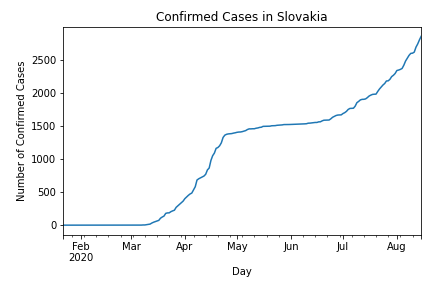 Confirmed Cases in Slovakia
Number of Confirmed Cases
2500
2000
1500
1000
500
0
Feb Mar Apr May Jun Jul Aug
2020
Day